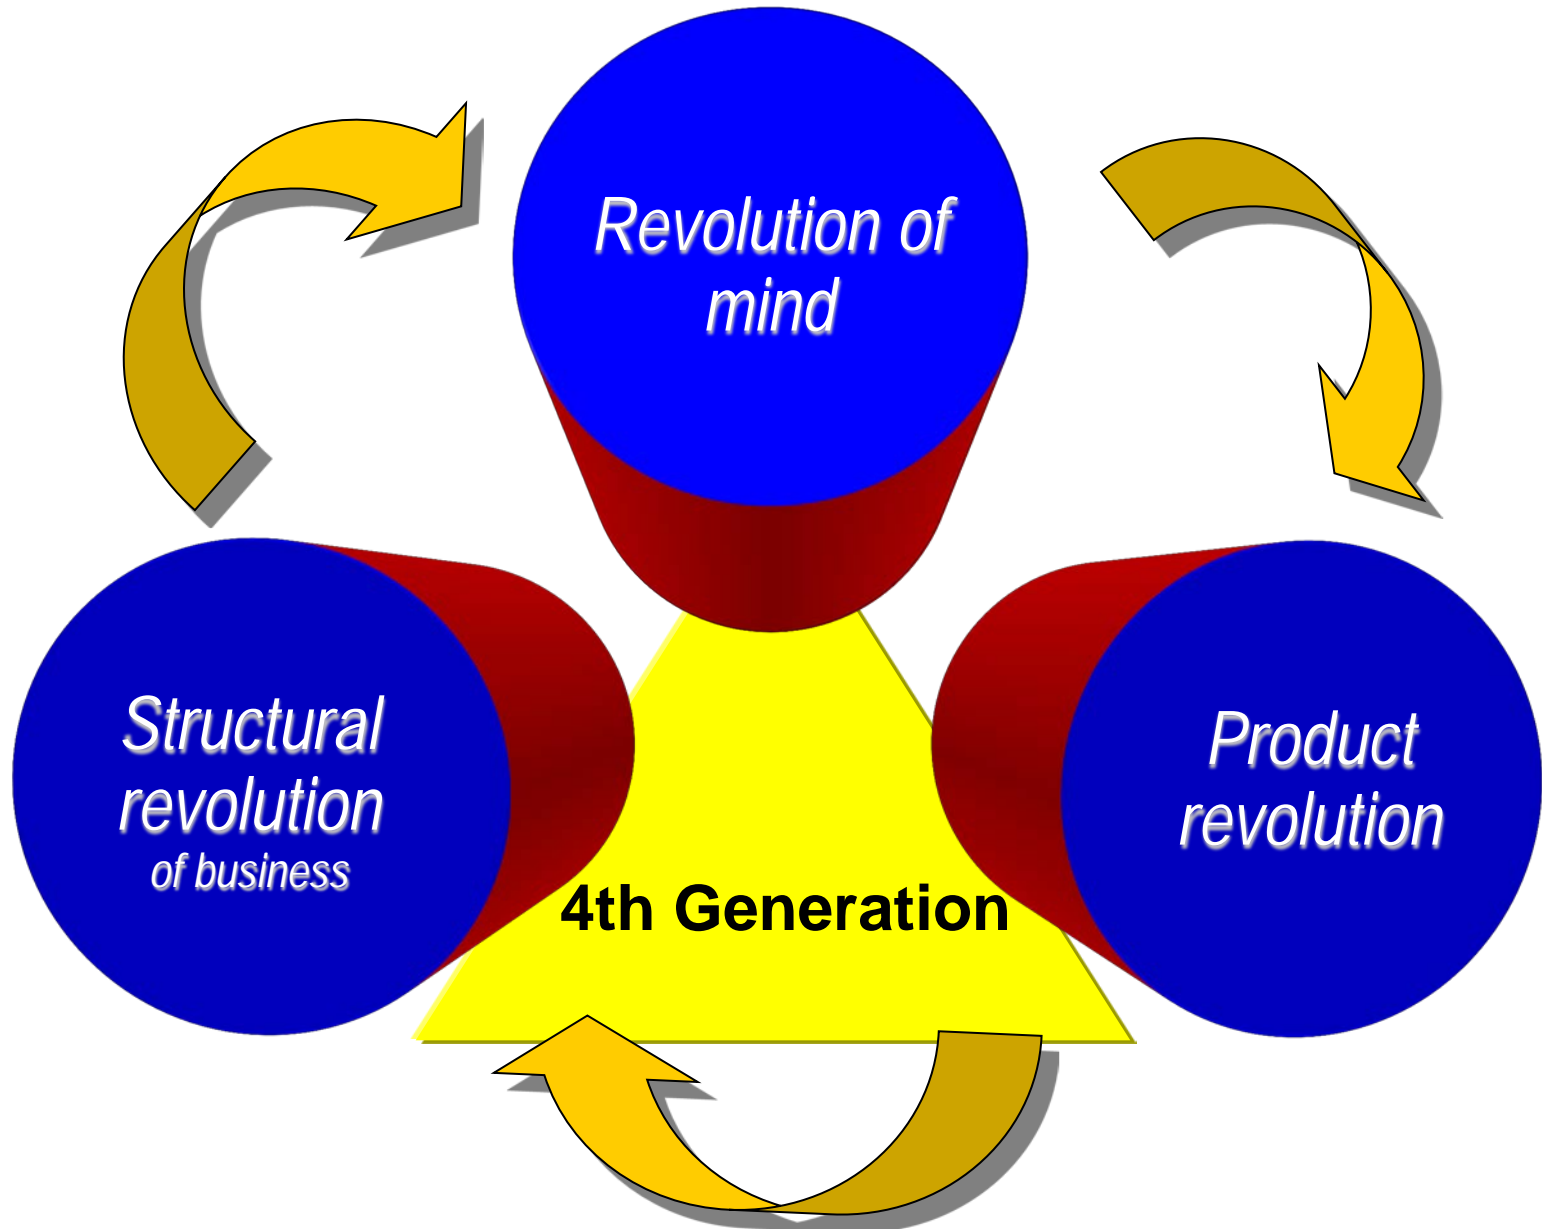 Revolution of
mind
Structural
revolution
of business
Product
revolution
4th Generation